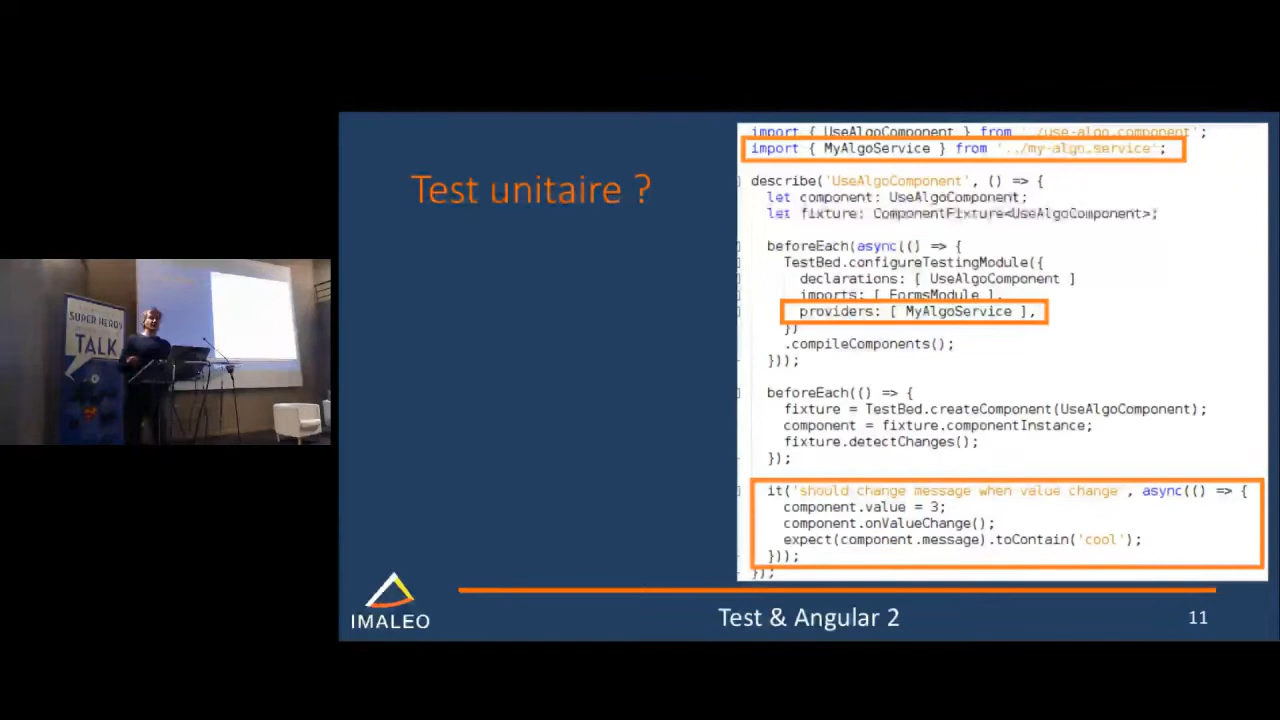 SUPER HEROS
TALK
Test unitaire ?
import { UseAlgoComponent } from './use-algo.component';
import { MyAlgoService } from '../my-algo.service';
describe('UseAlgoComponent', () => {
let component: UseAlgoComponent;
let fixture: ComponentFixture<UseAlgoComponent>;
beforeEach(async(() => {
TestBed.configureTestingModule({
declarations: [ UseAlgoComponent ]
imports: [ FormsModule ],
providers: [ MyAlgoService ],
})
.compileComponents();
}));
beforeEach(() => {
fixture = TestBed.createComponent(UseAlgoComponent);
component = fixture.componentInstance;
fixture.detectChanges();
});
it('should change message when value change', async(() => {
component.value = 3;
component.onValueChange();
expect(component.message).toContain('cool');
}));
});
IMALEO
Test & Angular 2
11